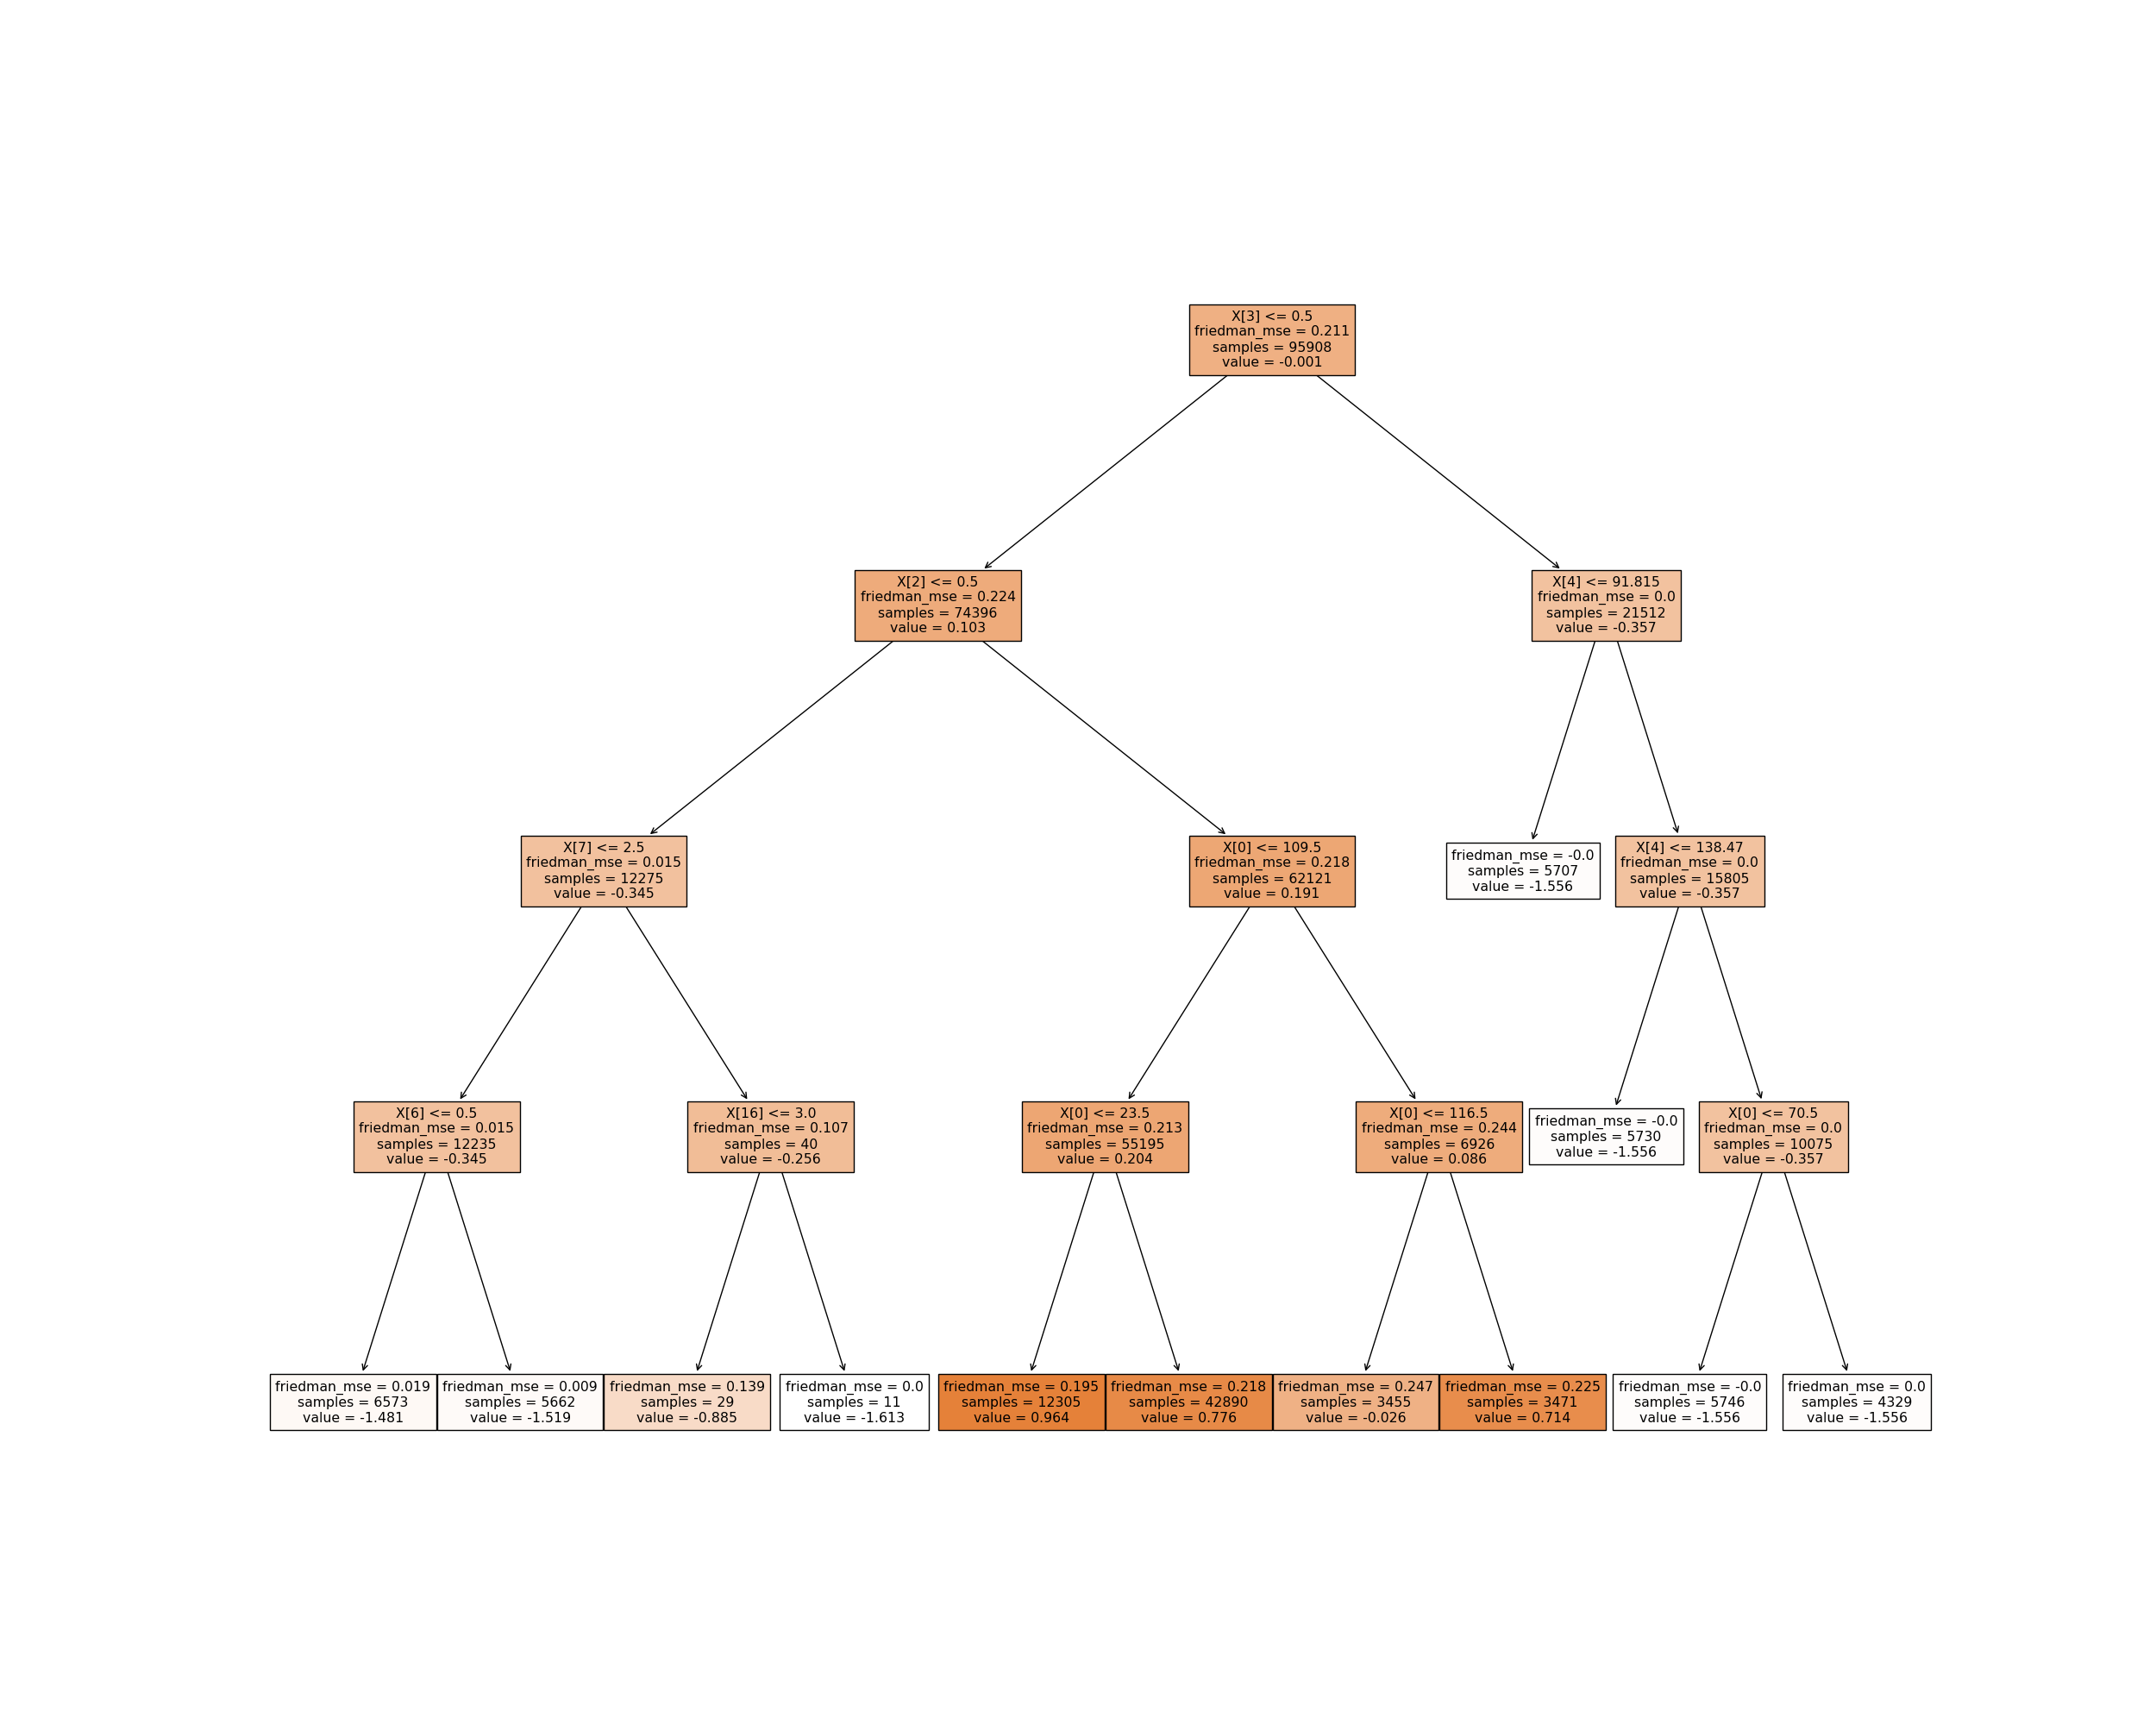 X[3] <= 0.5
friedman_mse = 0.211
samples = 95908
value = -0.001
X[2] <= 0.5
friedman_mse = 0.224
samples = 74396
value = 0.103
X[4] <= 91.815
friedman_mse = 0.0
samples = 21512
value = -0.357
X[7] <= 2.5
friedman_mse = 0.015
samples = 12275
value = -0.345
X[0] <= 109.5
friedman_mse = 0.218
samples = 62121
value = 0.191
friedman_mse = -0.0
samples = 5707
value = -1.556
X[4] <= 138.47
friedman_mse = 0.0
samples = 15805
value = -0.357
X[6] <= 0.5
friedman_mse = 0.015
samples = 12235
value = -0.345
X[16] <= 3.0
friedman_mse = 0.107
samples = 40
value = -0.256
X[0] <= 23.5
friedman_mse = 0.213
samples = 55195
value = 0.204
X[0] <= 116.5
friedman_mse = 0.244
samples = 6926
value = 0.086
friedman_mse = -0.0
samples = 5730
value = -1.556
X[0] <= 70.5
friedman_mse = 0.0
samples = 10075
value = -0.357
friedman_mse = 0.019
samples = 6573
value = -1.481
friedman_mse = 0.009
samples = 5662
value = -1.519
friedman_mse = 0.139
samples = 29
value = -0.885
friedman_mse = 0.0
samples = 11
value = -1.613
friedman_mse = 0.195
samples = 12305
value = 0.964
friedman_mse = 0.218
samples = 42890
value = 0.776
friedman_mse = 0.247
samples = 3455
value = -0.026
friedman_mse = 0.225
samples = 3471
value = 0.714
friedman_mse = -0.0
samples = 5746
value = -1.556
friedman_mse = 0.0
samples = 4329
value = -1.556